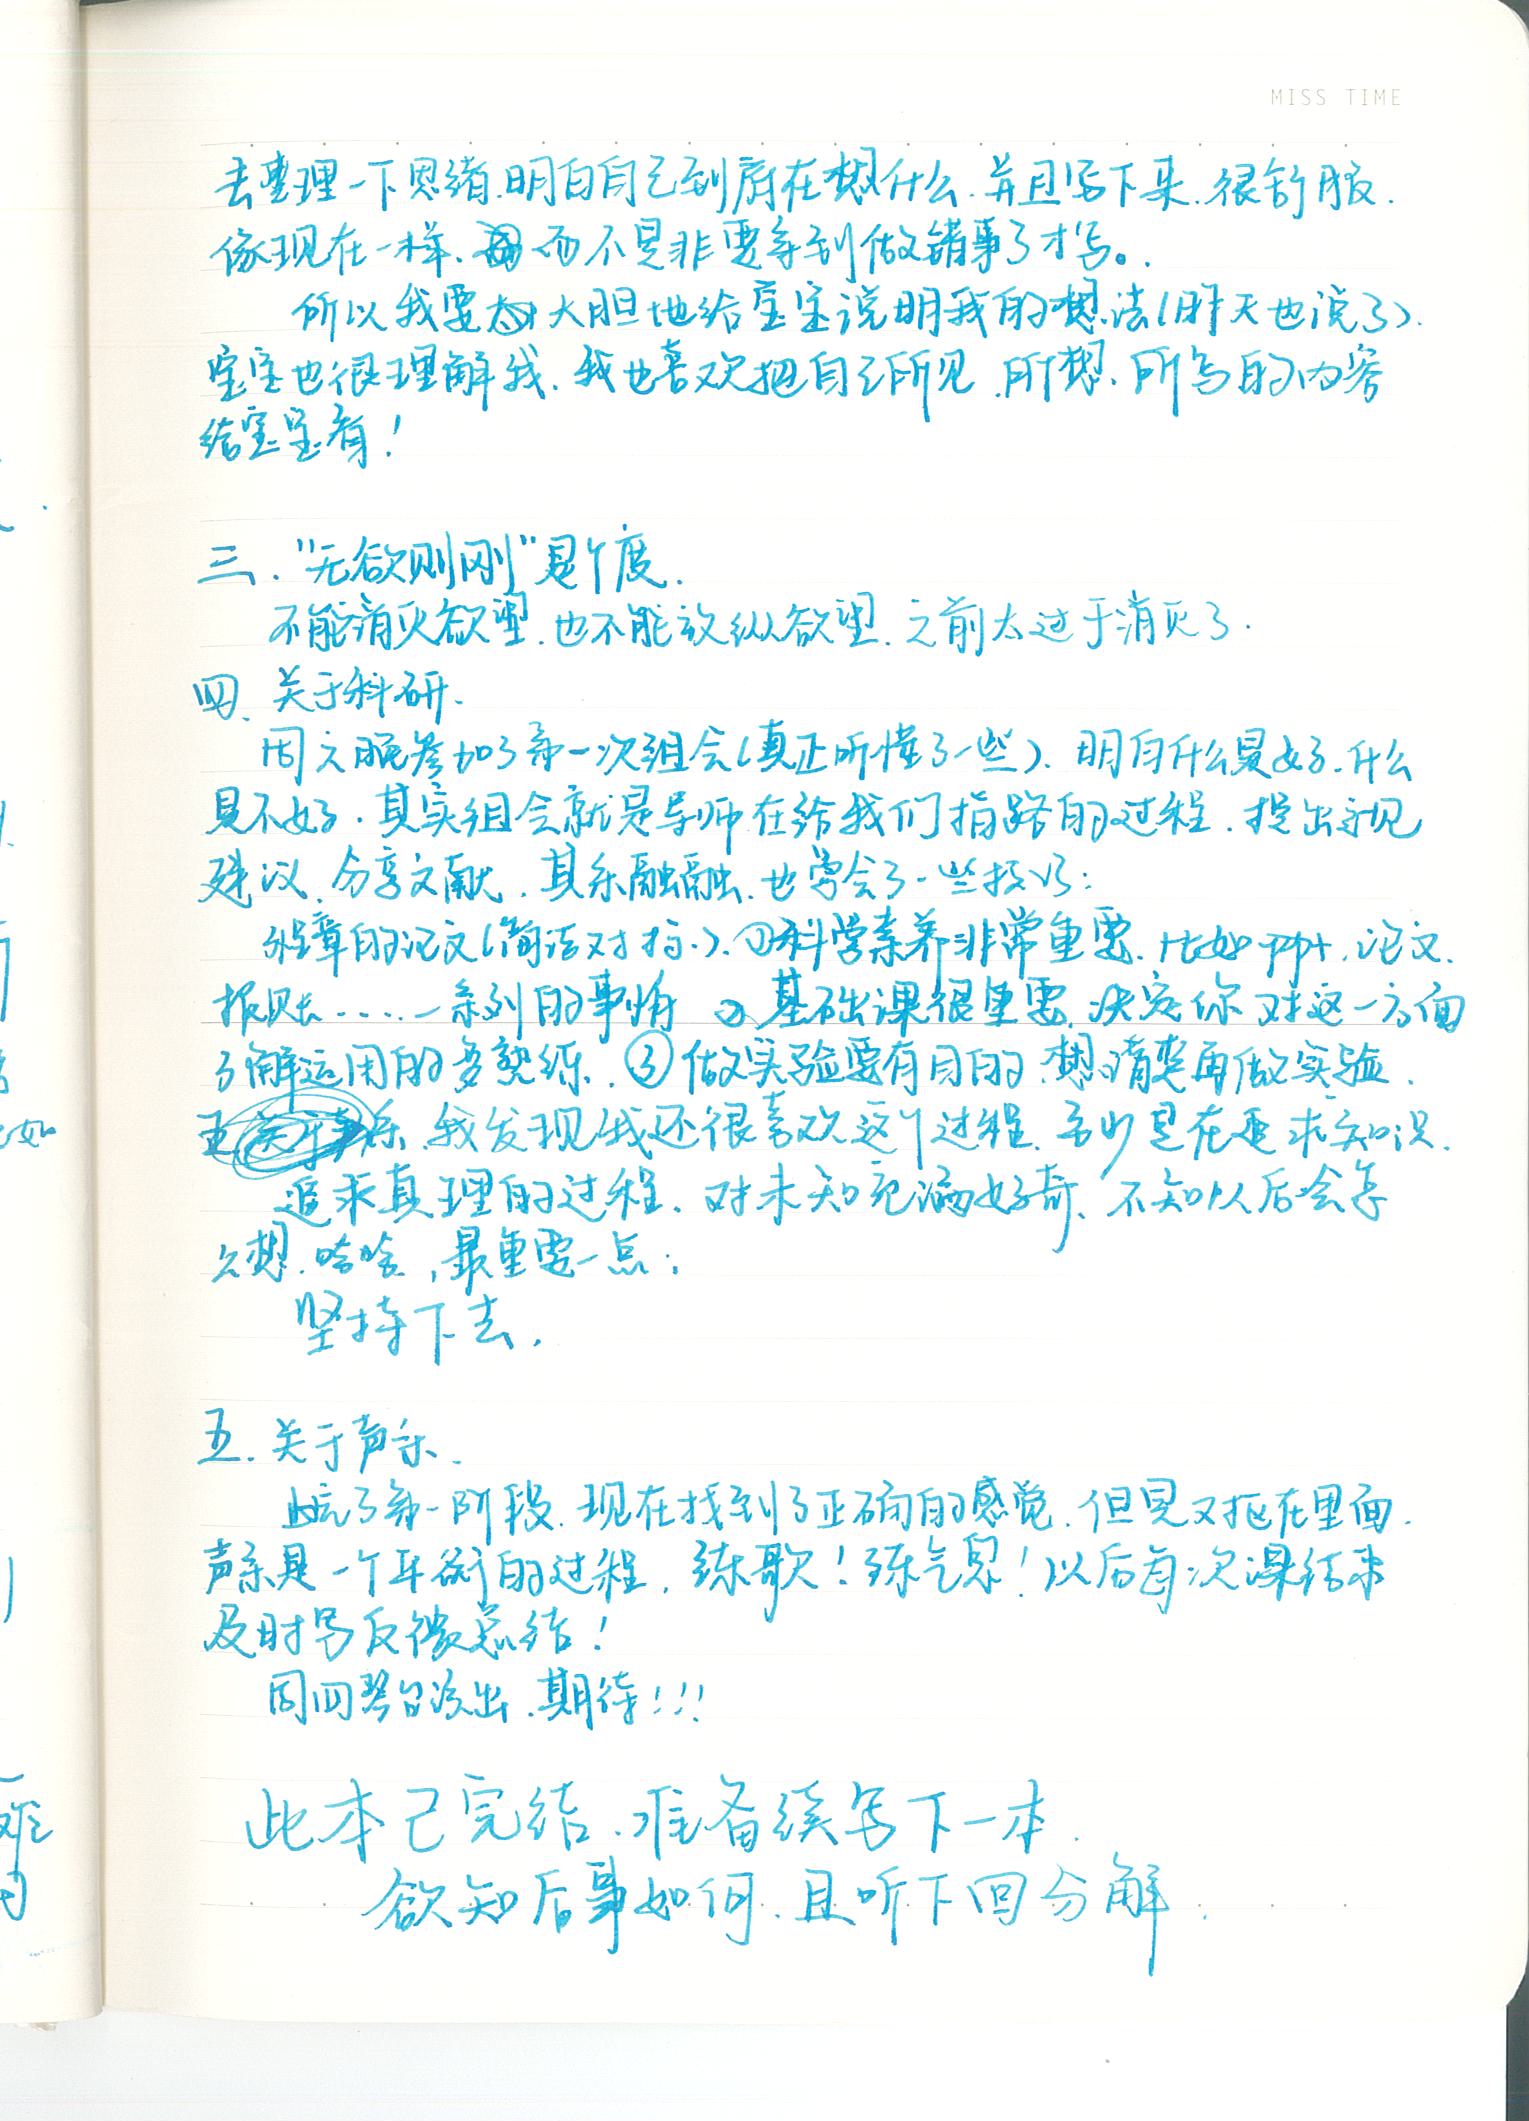 MISS TIME
去整理一下思绪.明白自己到底在想什么.并且写下来.很舒服.
像现在一样、而不是非要等到做错事了才写。.
所以我要大胆地给宝宝说明我的想法(昨天也说了).
宝宝也很理解我.我也喜欢把自己所见.所想.所写的内容
给宝宝看!
三."无欲则刚"是个度.
不能消灭欲望.也不能放纵欲望.之前太过于消灭了.
四.关于科研.
周六晚参加了第一次组会(真正听懂了一些).明白什么是好.什么
是不好.其实组会就是导师在给我们指路的过程.提出意见
建议.分享文献.其乐融融.也学会了一些技巧:
的论文(简洁对指.).①科学素养非常重要.比如ppt.论文.
报账.....一系列的事情 ②基础课很重要.决定你对这一方面
了解运用的多熟练.③做实验要有目的.想清楚再做实验.
我发现我还很喜欢这个过程.至少是在追求知识.
追求真理的过程.对未知充满好奇.不知以后会怎
么想.哈哈,最重要一点:
坚持下去.
五.关于声乐.
了第一阶段.现在找到了正确的感觉.但是又抠在里面.
声乐是一个年龄的过程.练歌!练气息!以后每次课结束
及时写反馈总结!
周四琴台演出.期待!!!
此本已完结.准备续写下一本.
欲知后事如何.且听下回分解.